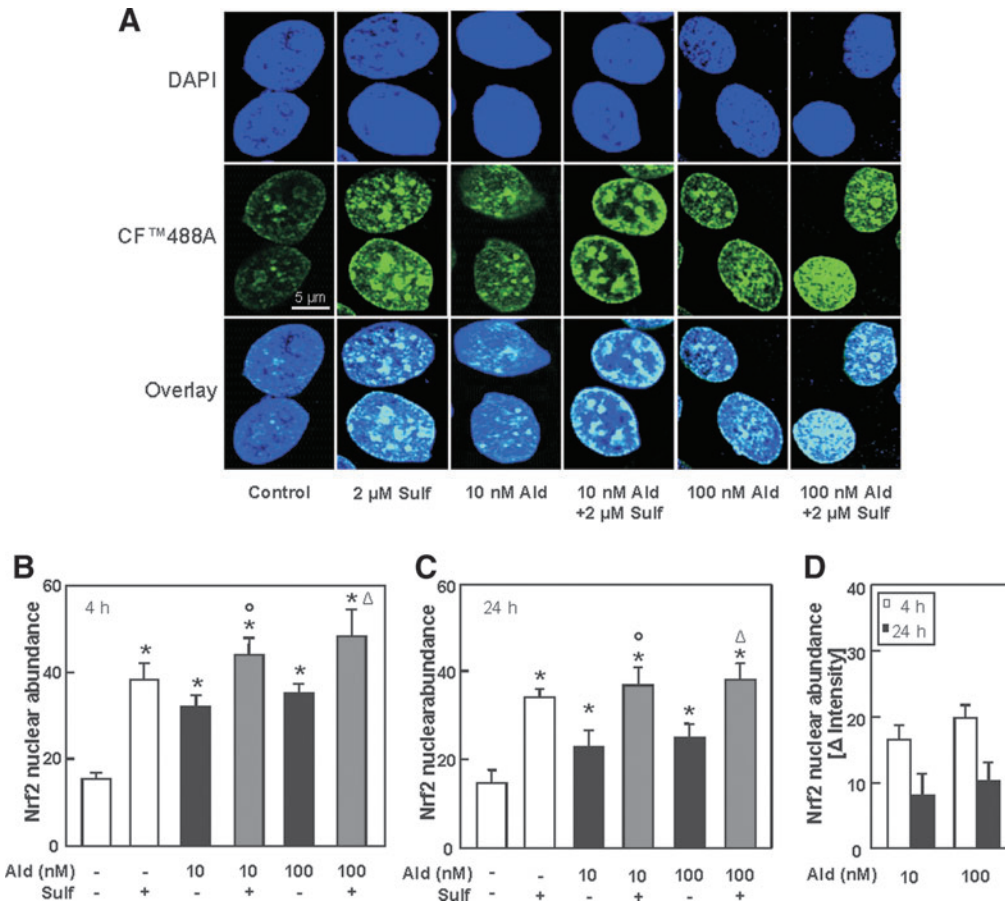 A
DAPI
CF™488A
5 μm
Overlay
Control
2 μM Sulf
10 nM Ald
10 nM Ald
+2 μM Sulf
100 nM Ald
100 nM Ald
+2 μM Sulf
B
60
40
20
0
Nrf2 nuclear abundance
4 h
* * * * *
° Δ
Ald (nM) - - 10 10 100 100
Sulf - + - + - +
C
60
40
20
0
Nrf2 nuclearabundance
24 h
* * * * *
° Δ
Ald (nM) - - 10 10 100 100
Sulf - + - + - +
D
40
30
20
10
0
Nrf2 nuclear abundance
[Δ Intensity]
4 h
24 h
Ald (nM) 10 100